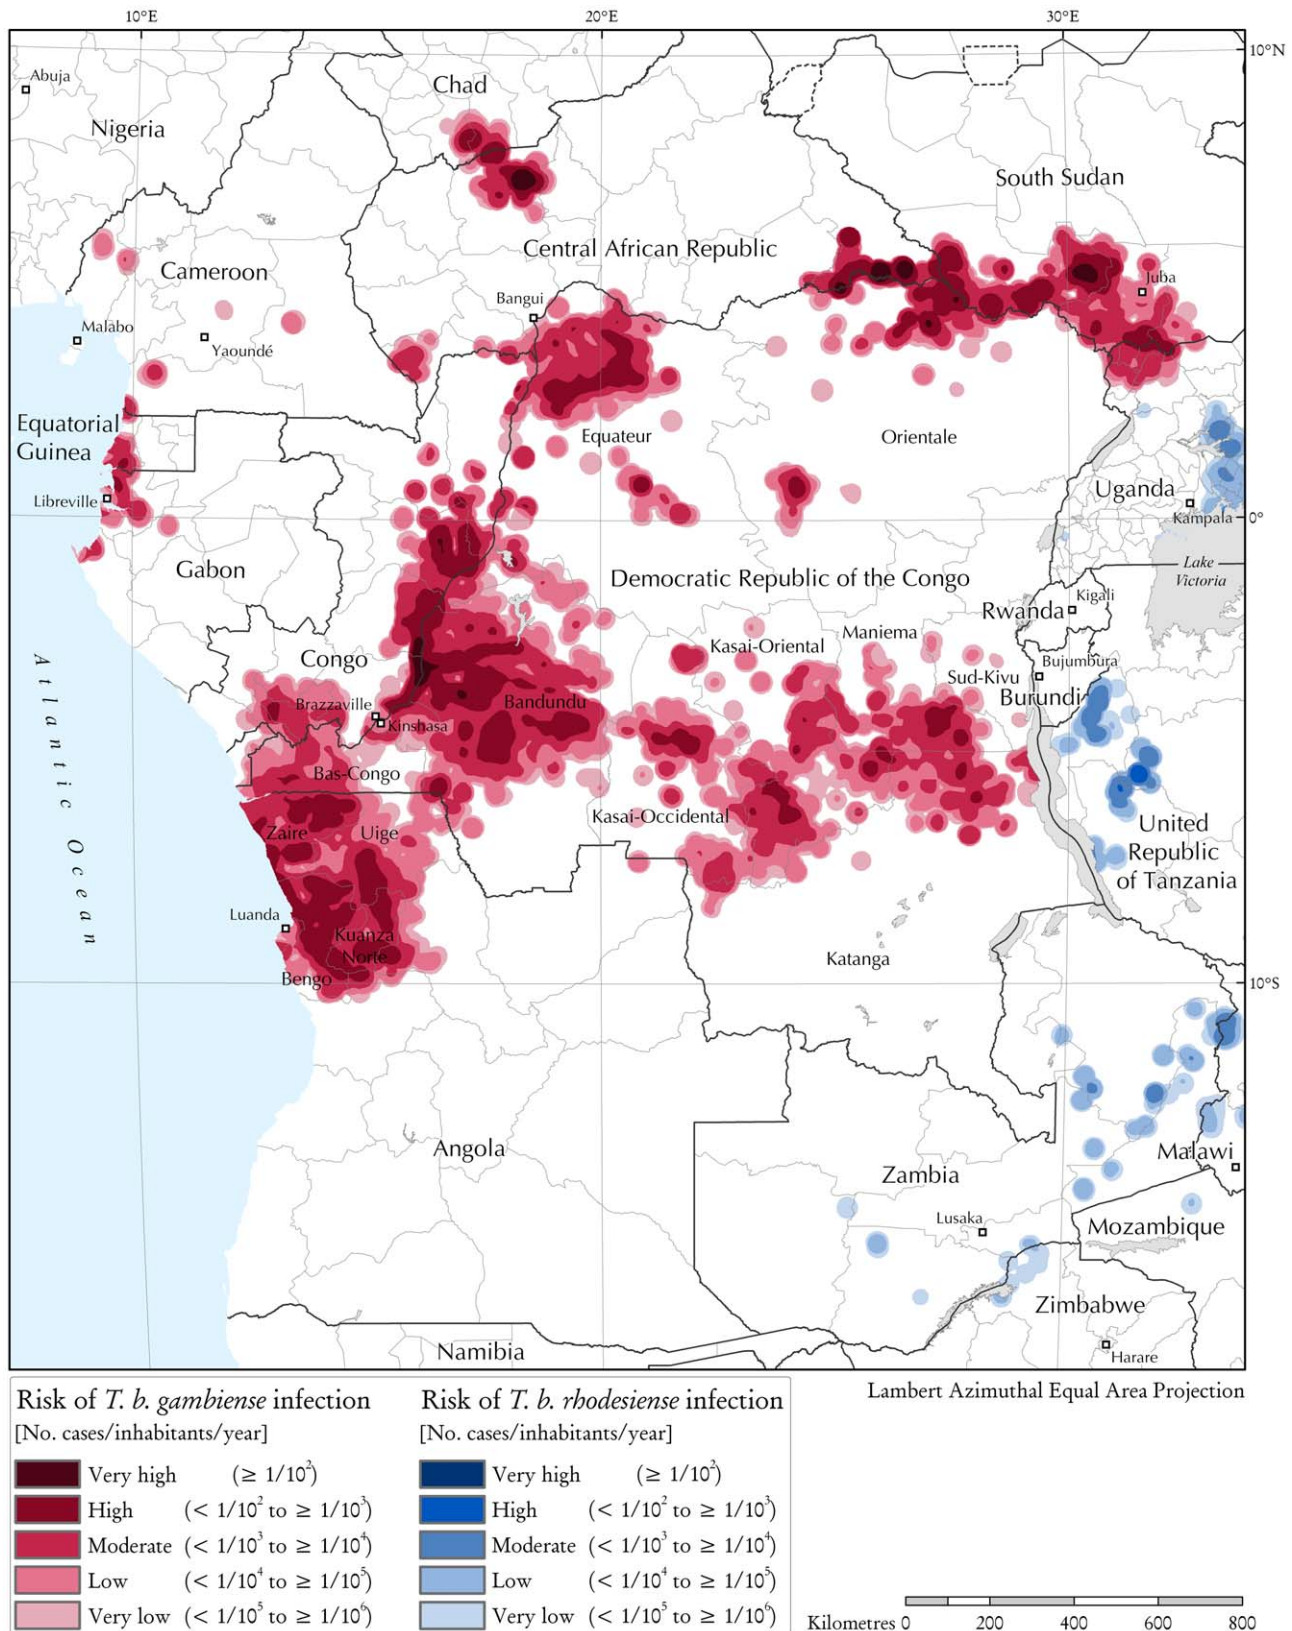 10°E 20°E 30°E
10°N
Abuja
Chad
Nigeria
South Sudan
Central African Republic
Cameroon
Juba
Bangui
Malabo
Yaoundé
Equatorial
Guinea
Equateur
Orientale
Libreville
Uganda
Kampala
0°
Lake
Victoria
Gabon
Democratic Republic of the Congo
Rwanda
Kigali
Maniema
Kasai-Oriental
Congo
Sud-Kivu
Bujumbura
Burundi
Atlantic Ocean
Brazzaville
Kinshasa
Bandundu
Bas-Congo
Kasai-Occidental
Zaire
Uige
United
Republic
of Tanzania
Luanda
Kuanza
Norte
Bengo
Katanga
10°S
Angola
Malawi
Zambia
Lusaka
Mozambique
Zimbabwe
Namibia
Harare
Lambert Azimuthal Equal Area Projection
Risk of T. b. gambiense infection
[No. cases/inhabitants/year]
Very high (≥ 1/10²)
High (< 1/10² to ≥ 1/10³)
Moderate (< 1/10³ to ≥ 1/10⁴)
Low (< 1/10⁴ to ≥ 1/10⁵)
Very low (< 1/10⁵ to ≥ 1/10⁶)
Risk of T. b. rhodesiense infection
[No. cases/inhabitants/year]
Very high (≥ 1/10²)
High (< 1/10² to ≥ 1/10³)
Moderate (< 1/10³ to ≥ 1/10⁴)
Low (< 1/10⁴ to ≥ 1/10⁵)
Very low (< 1/10⁵ to ≥ 1/10⁶)
Kilometres 0 200 400 600 800